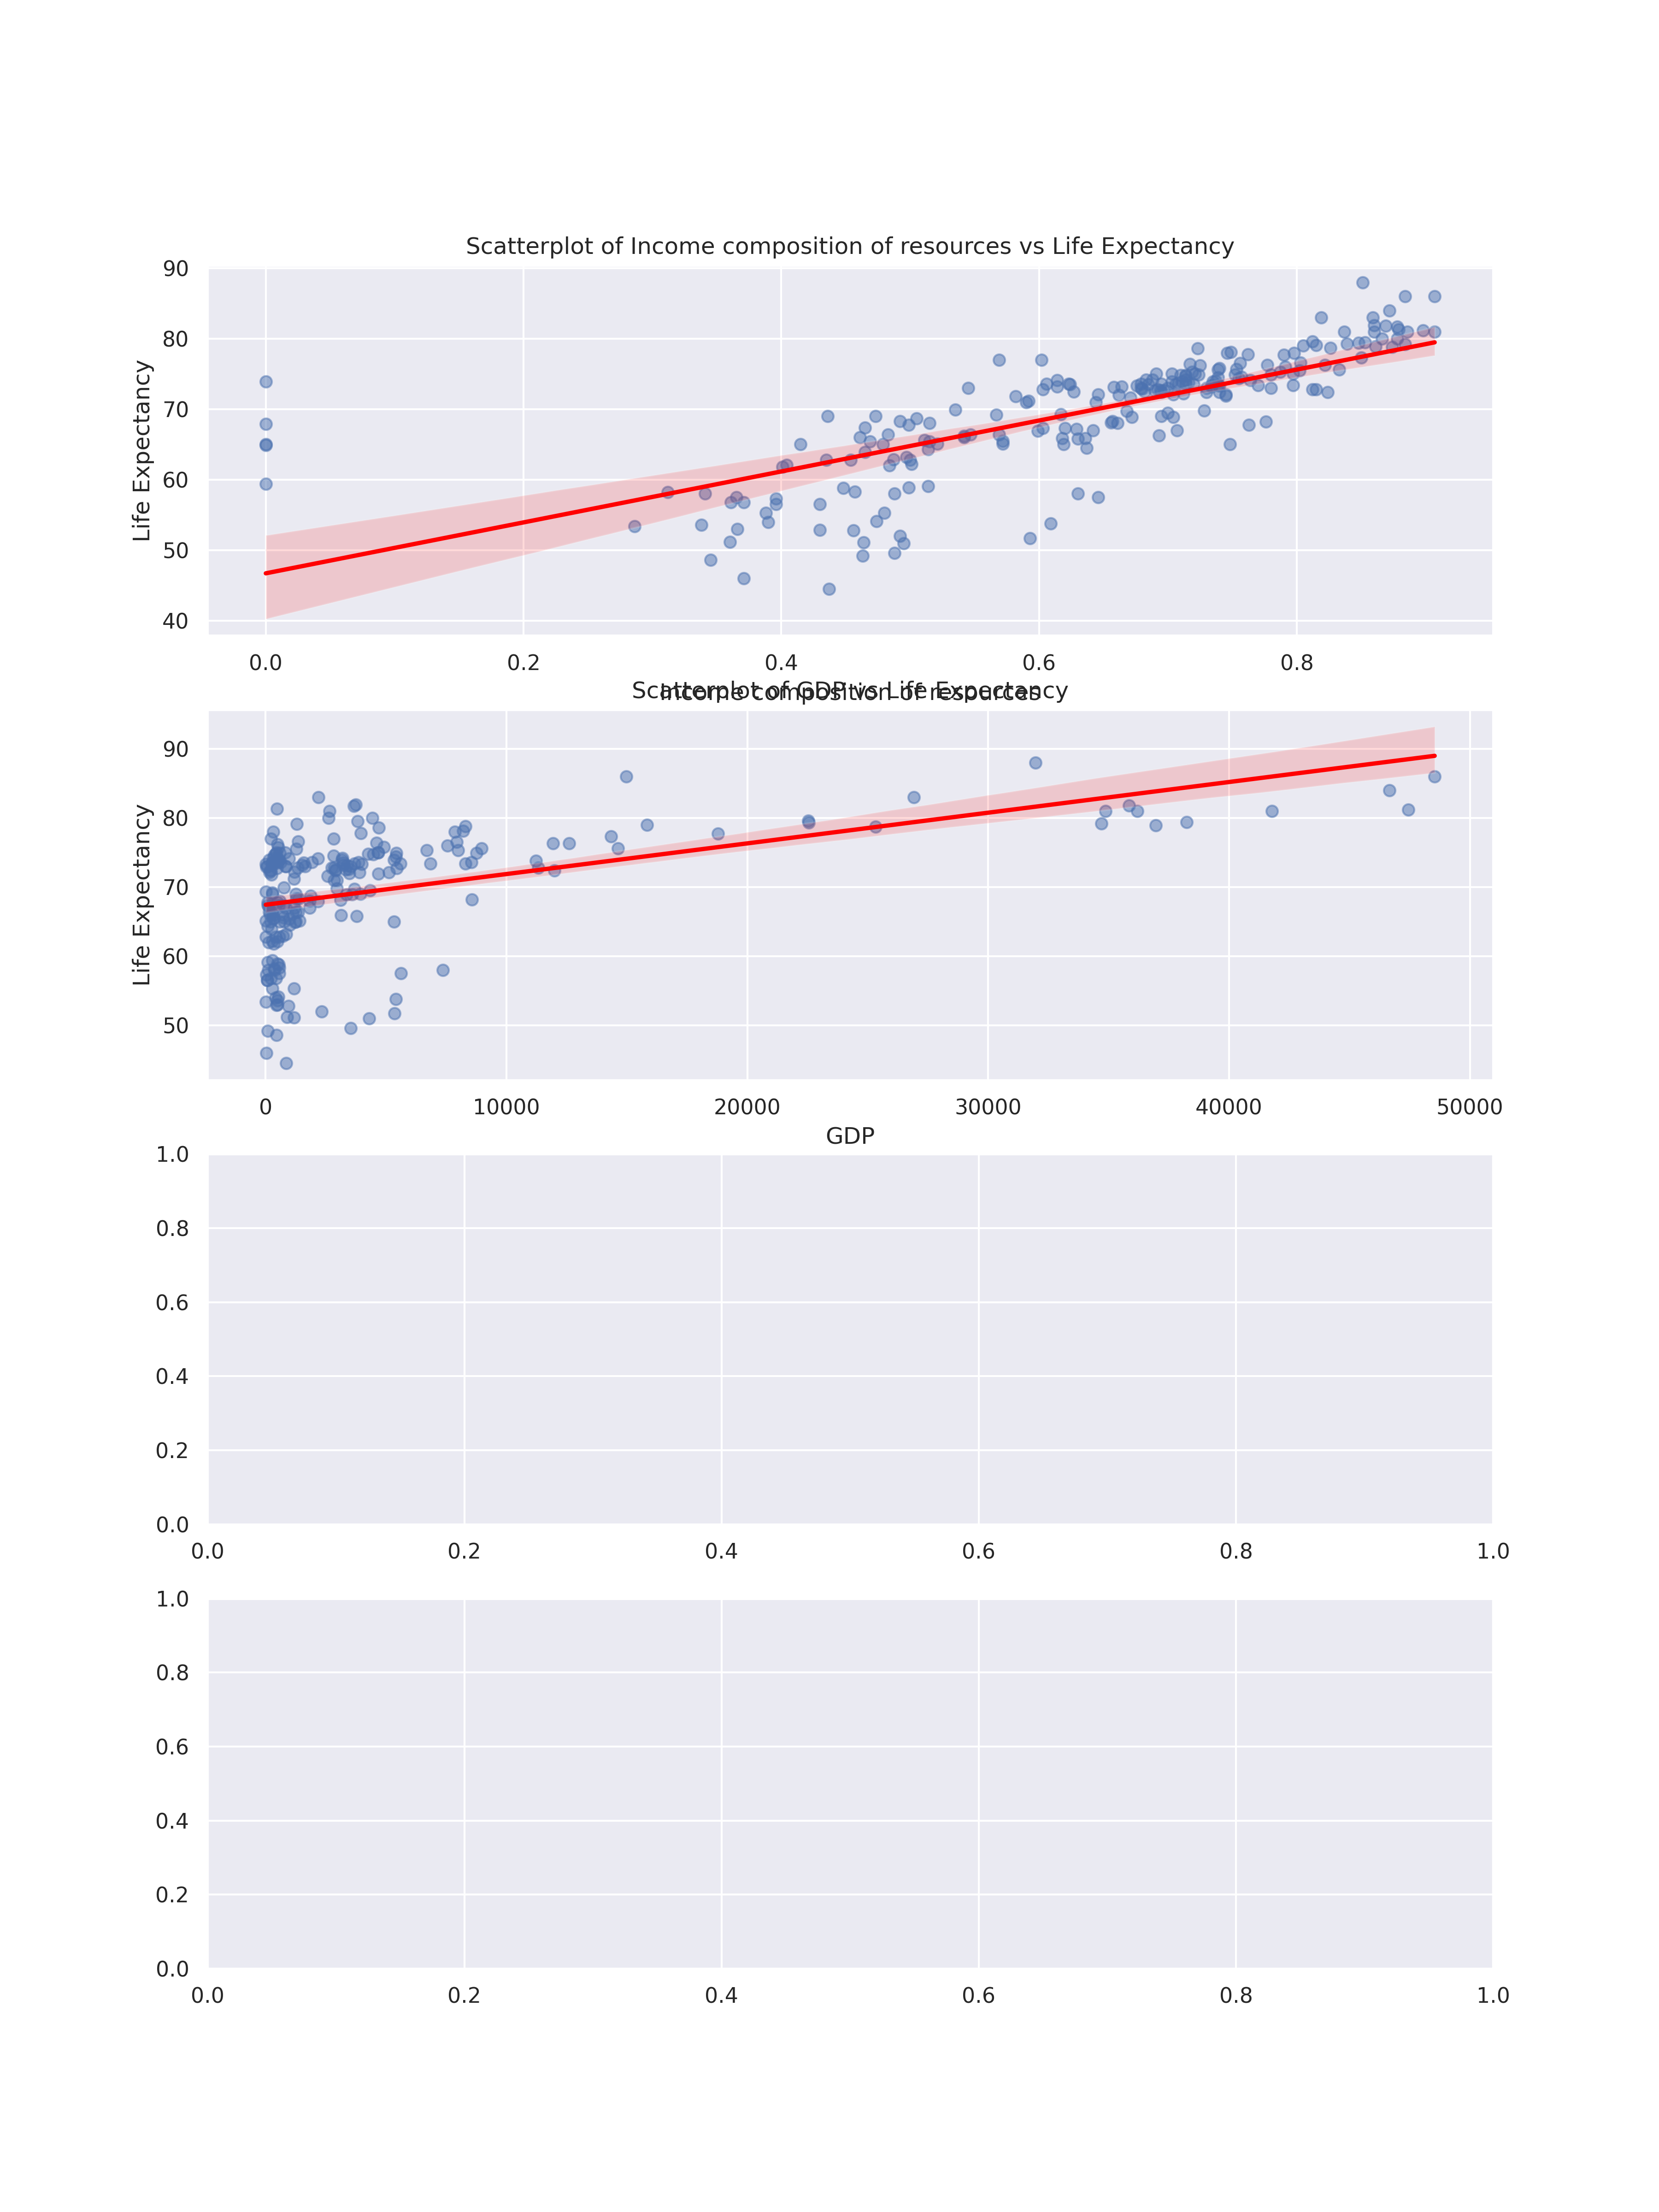 Scatterplot of Income composition of resources vs Life Expectancy
90
80
70
60
50
40
Life Expectancy
0.0 0.2 0.4 0.6 0.8
Income composition of resources
Scatterplot of GDP vs Life Expectancy
90
80
70
60
50
Life Expectancy
0 10000 20000 30000 40000 50000
GDP
1.0
0.8
0.6
0.4
0.2
0.0
0.0 0.2 0.4 0.6 0.8 1.0
1.0
0.8
0.6
0.4
0.2
0.0
0.0 0.2 0.4 0.6 0.8 1.0